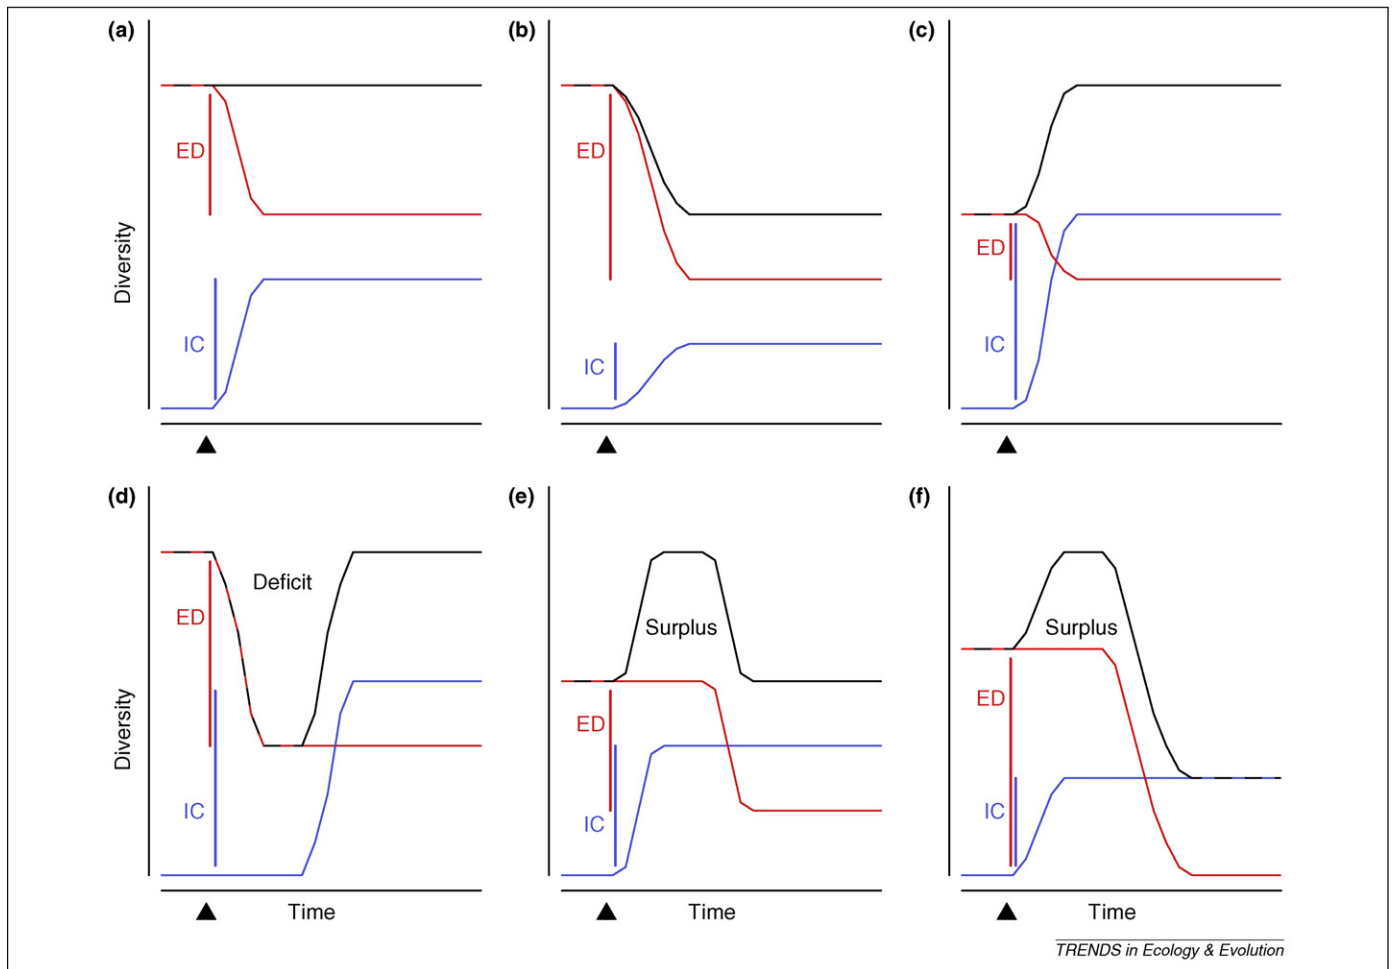 (a)
(b)
(c)
ED
ED
ED
IC
IC
IC
Diversity
(d)
(e)
(f)
Deficit
ED
Surplus
Surplus
ED
ED
IC
IC
IC
Diversity
Time
Time
Time
TRENDS in Ecology & Evolution